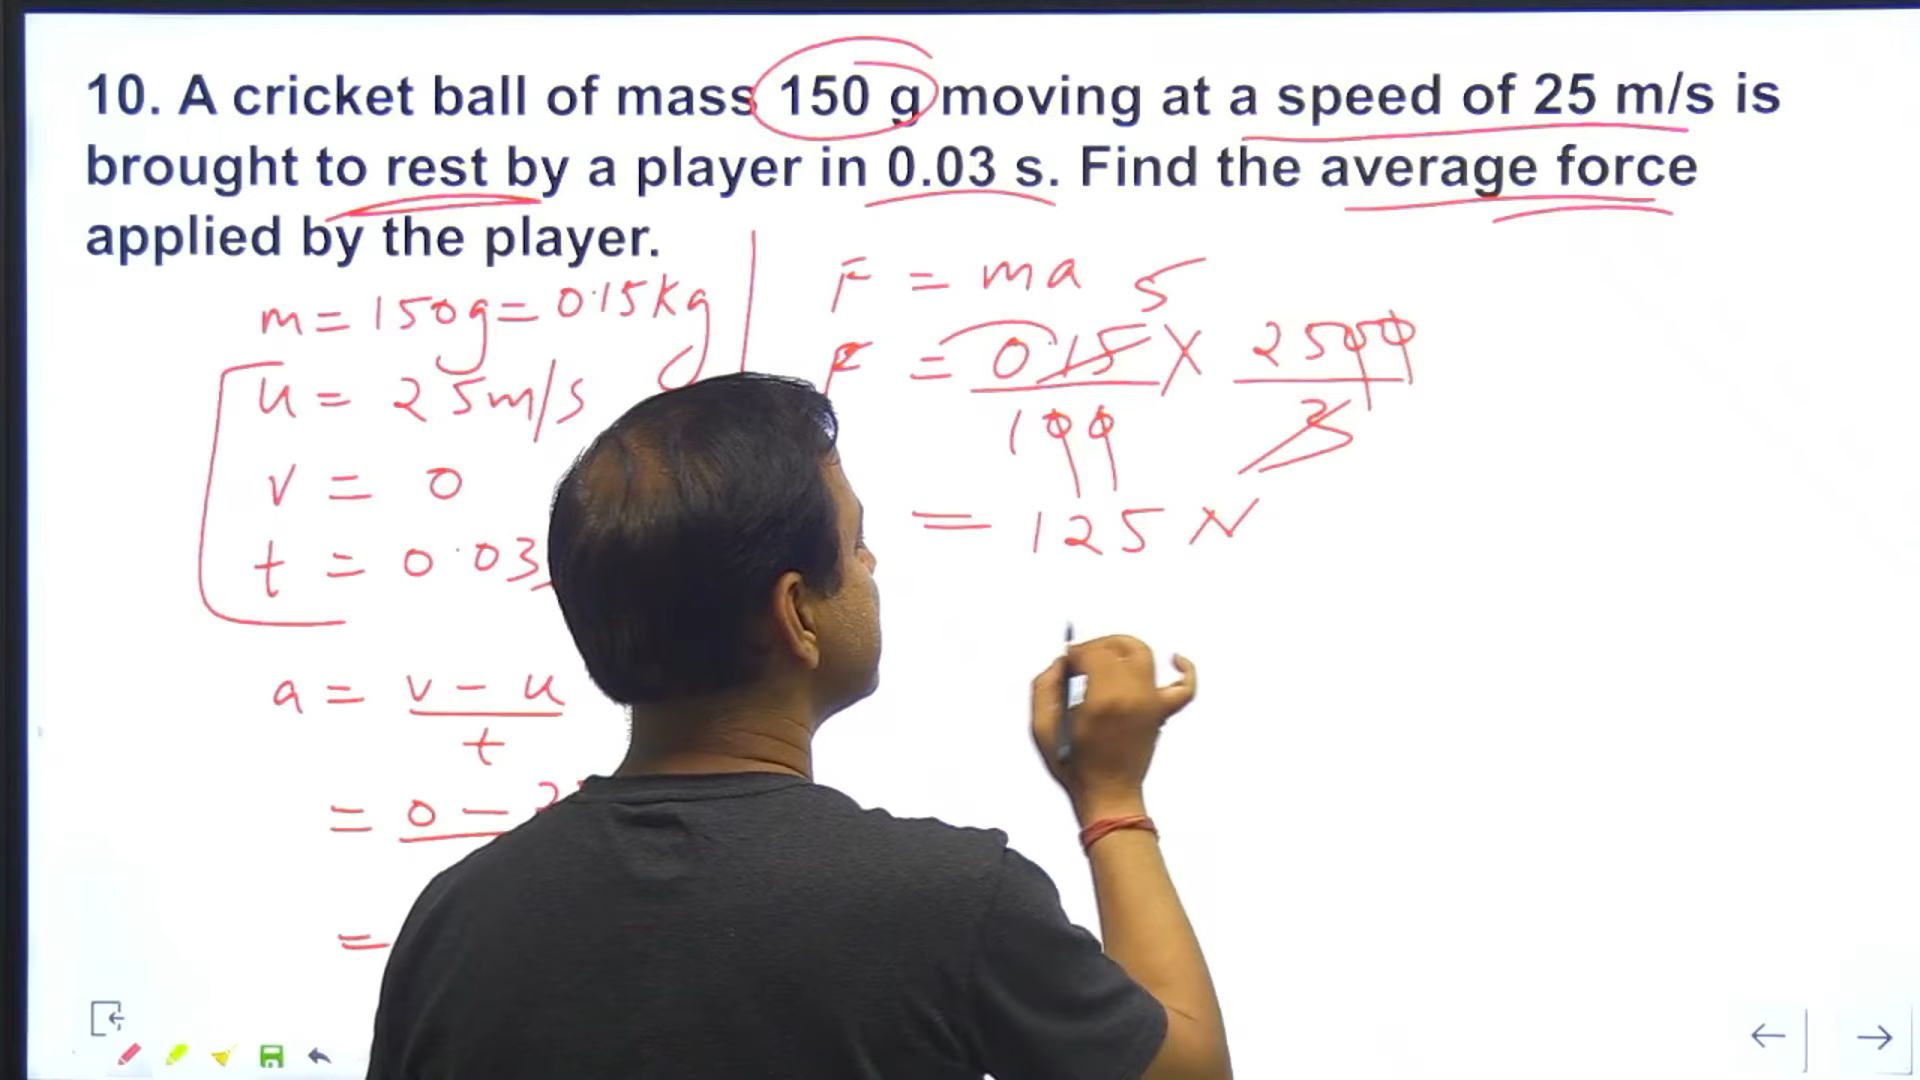 10. A cricket ball of mass 150 g moving at a speed of 25 m/s is
brought to rest by a player in 0.03 s. Find the average force
applied by the player.
m = 150g = 0.15kg
u = 25m/s
v = 0
t = 0.03
a = v - u
t
= 0 - 2
=
F = ma
5
F = 0.15 X 2500
100 3
= 125 N